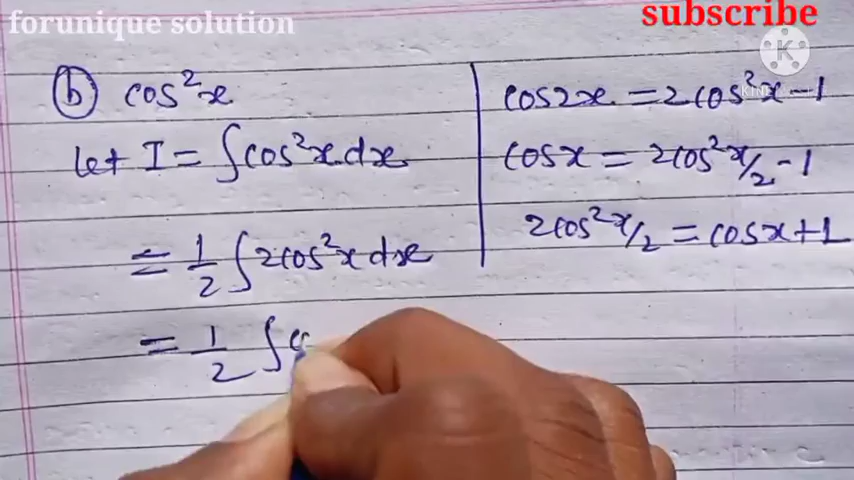 forunique solution
subscribe
ⓑ cos²x
Let I = ∫cos²x dx
= 1/2 ∫2cos²x dx
= 1/2 ∫
cos2x = 2cos²x - 1
cosx = 2cos²x/2 - 1
2cos²x/2 = cosx + 1